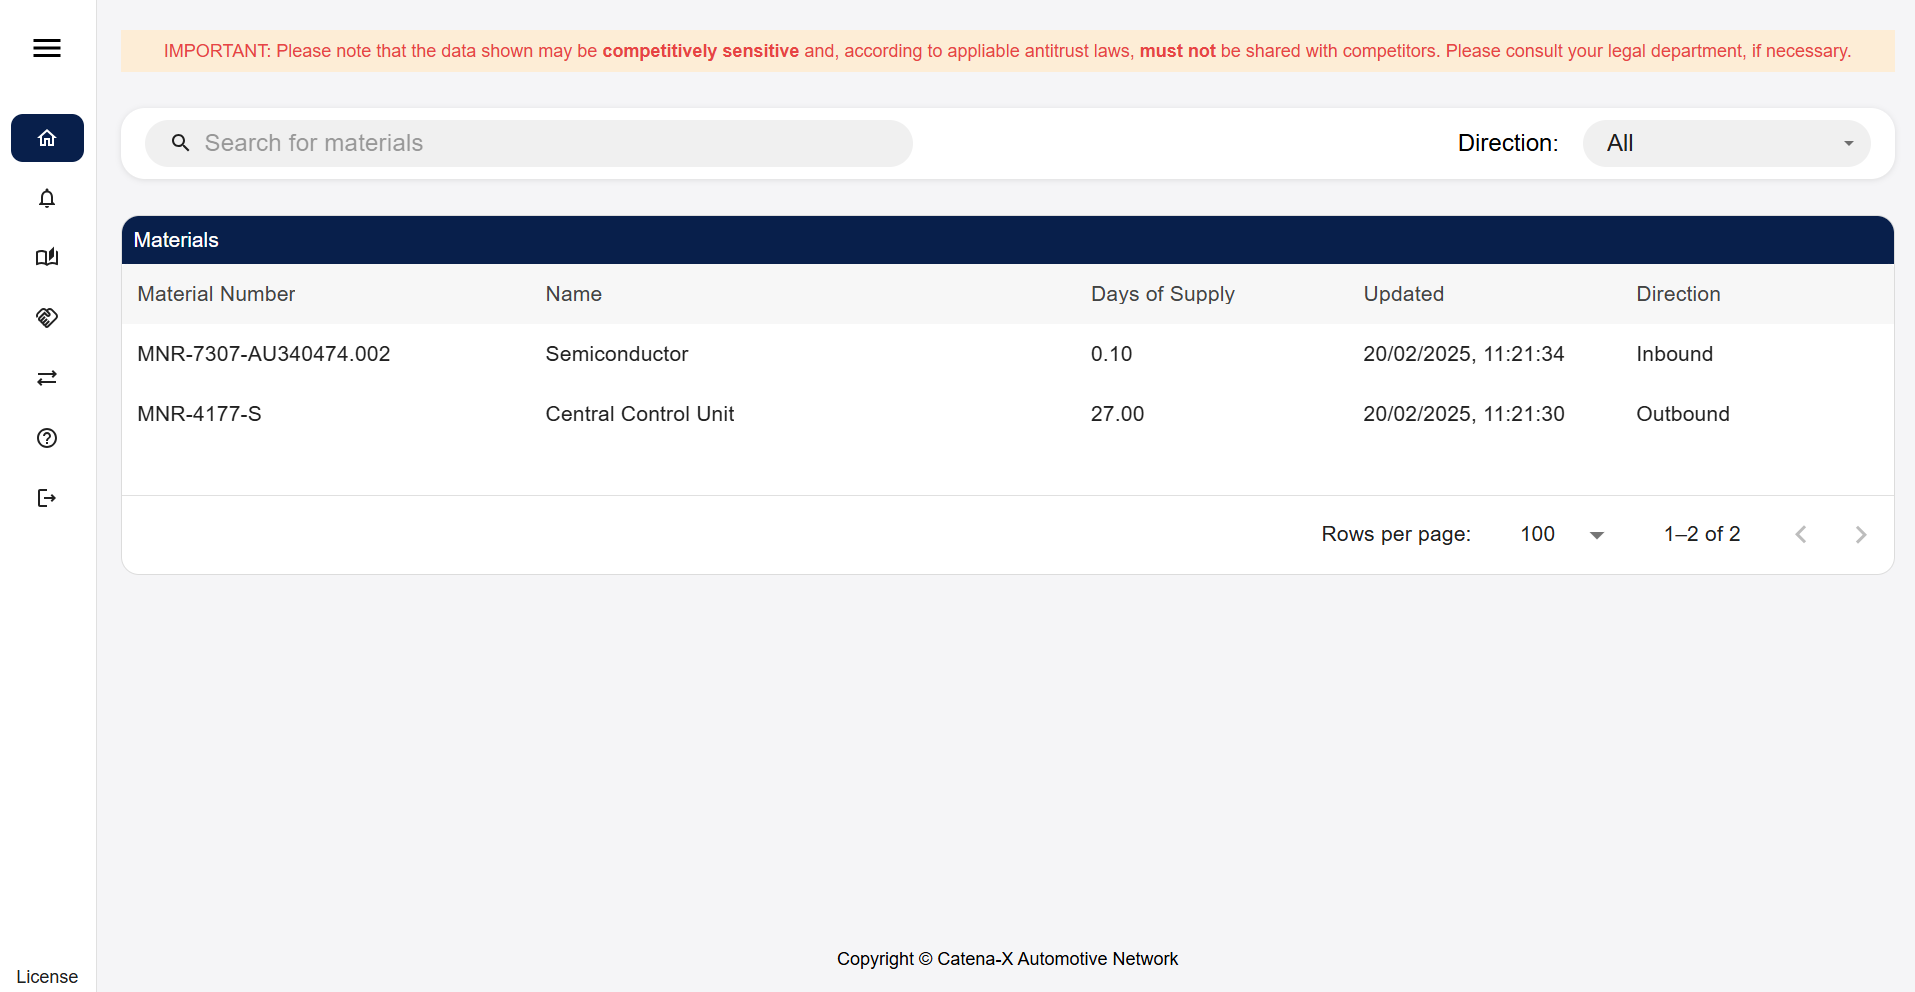 IMPORTANT: Please note that the data shown may be competitively sensitive and, according to appliable antitrust laws, must not be shared with competitors. Please consult your legal department, if necessary.
Search for materials
Direction: All
Materials
Material Number Name Days of Supply Updated Direction
MNR-7307-AU340474.002 Semiconductor 0.10 20/02/2025, 11:21:34 Inbound
MNR-4177-S Central Control Unit 27.00 20/02/2025, 11:21:30 Outbound
Rows per page: 100 1–2 of 2
Copyright © Catena-X Automotive Network
License